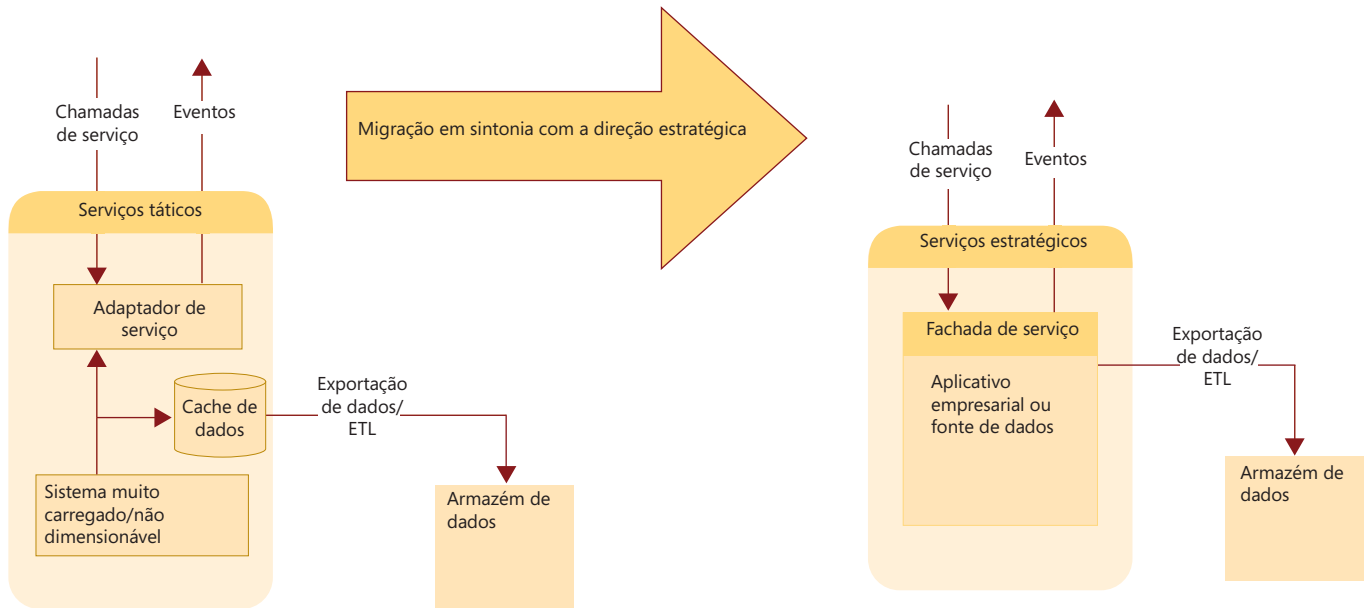 Chamadas
de serviço
Eventos
Serviços táticos
Adaptador de
serviço
Cache de
dados
Sistema muito
carregado/não
dimensionável
Exportação
de dados/
ETL
Armazém de
dados
Migração em sintonia com a direção estratégica
Chamadas
de serviço
Eventos
Serviços estratégicos
Fachada de serviço
Aplicativo
empresarial ou
fonte de dados
Exportação
de dados/
ETL
Armazém de
dados